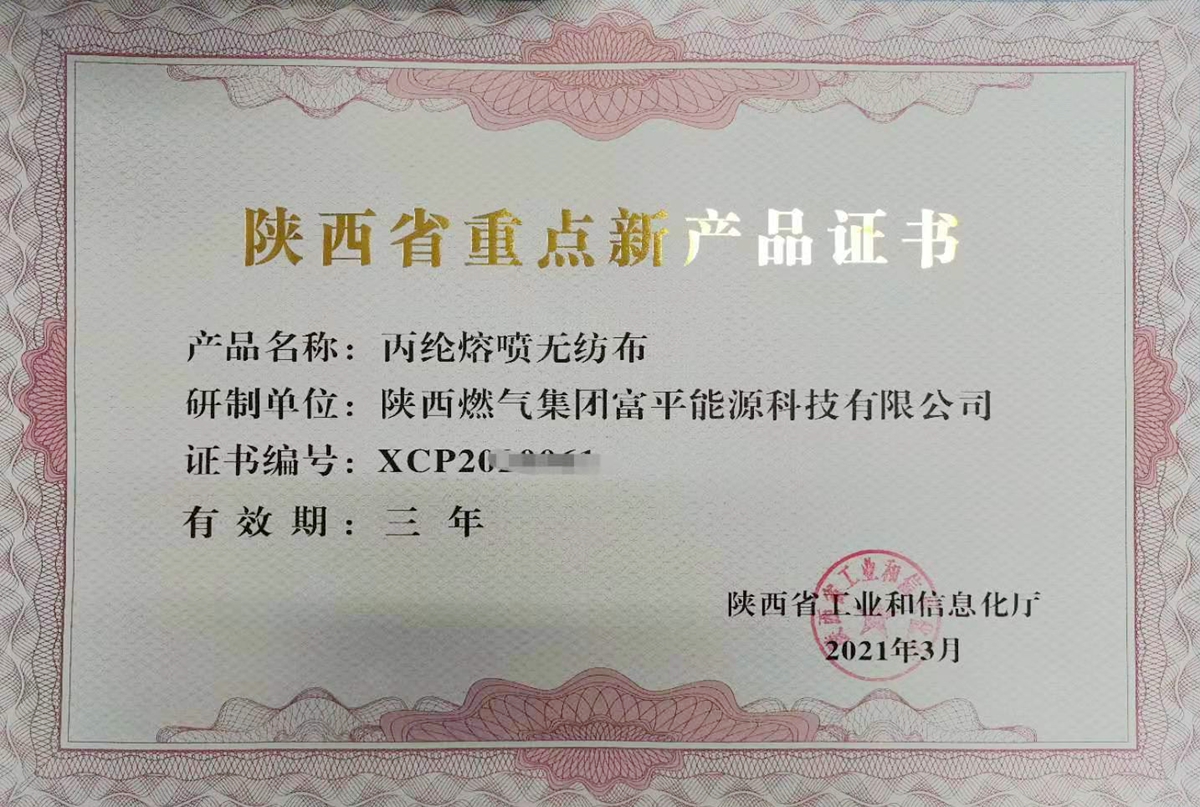 陕西省重点新产品证书
产品名称：丙纶熔喷无纺布
研制单位：陕西燃气集团富平能源科技有限公司
证书编号：XCP20
有效期：三年
陕西省工业和信息化厅
2021年3月